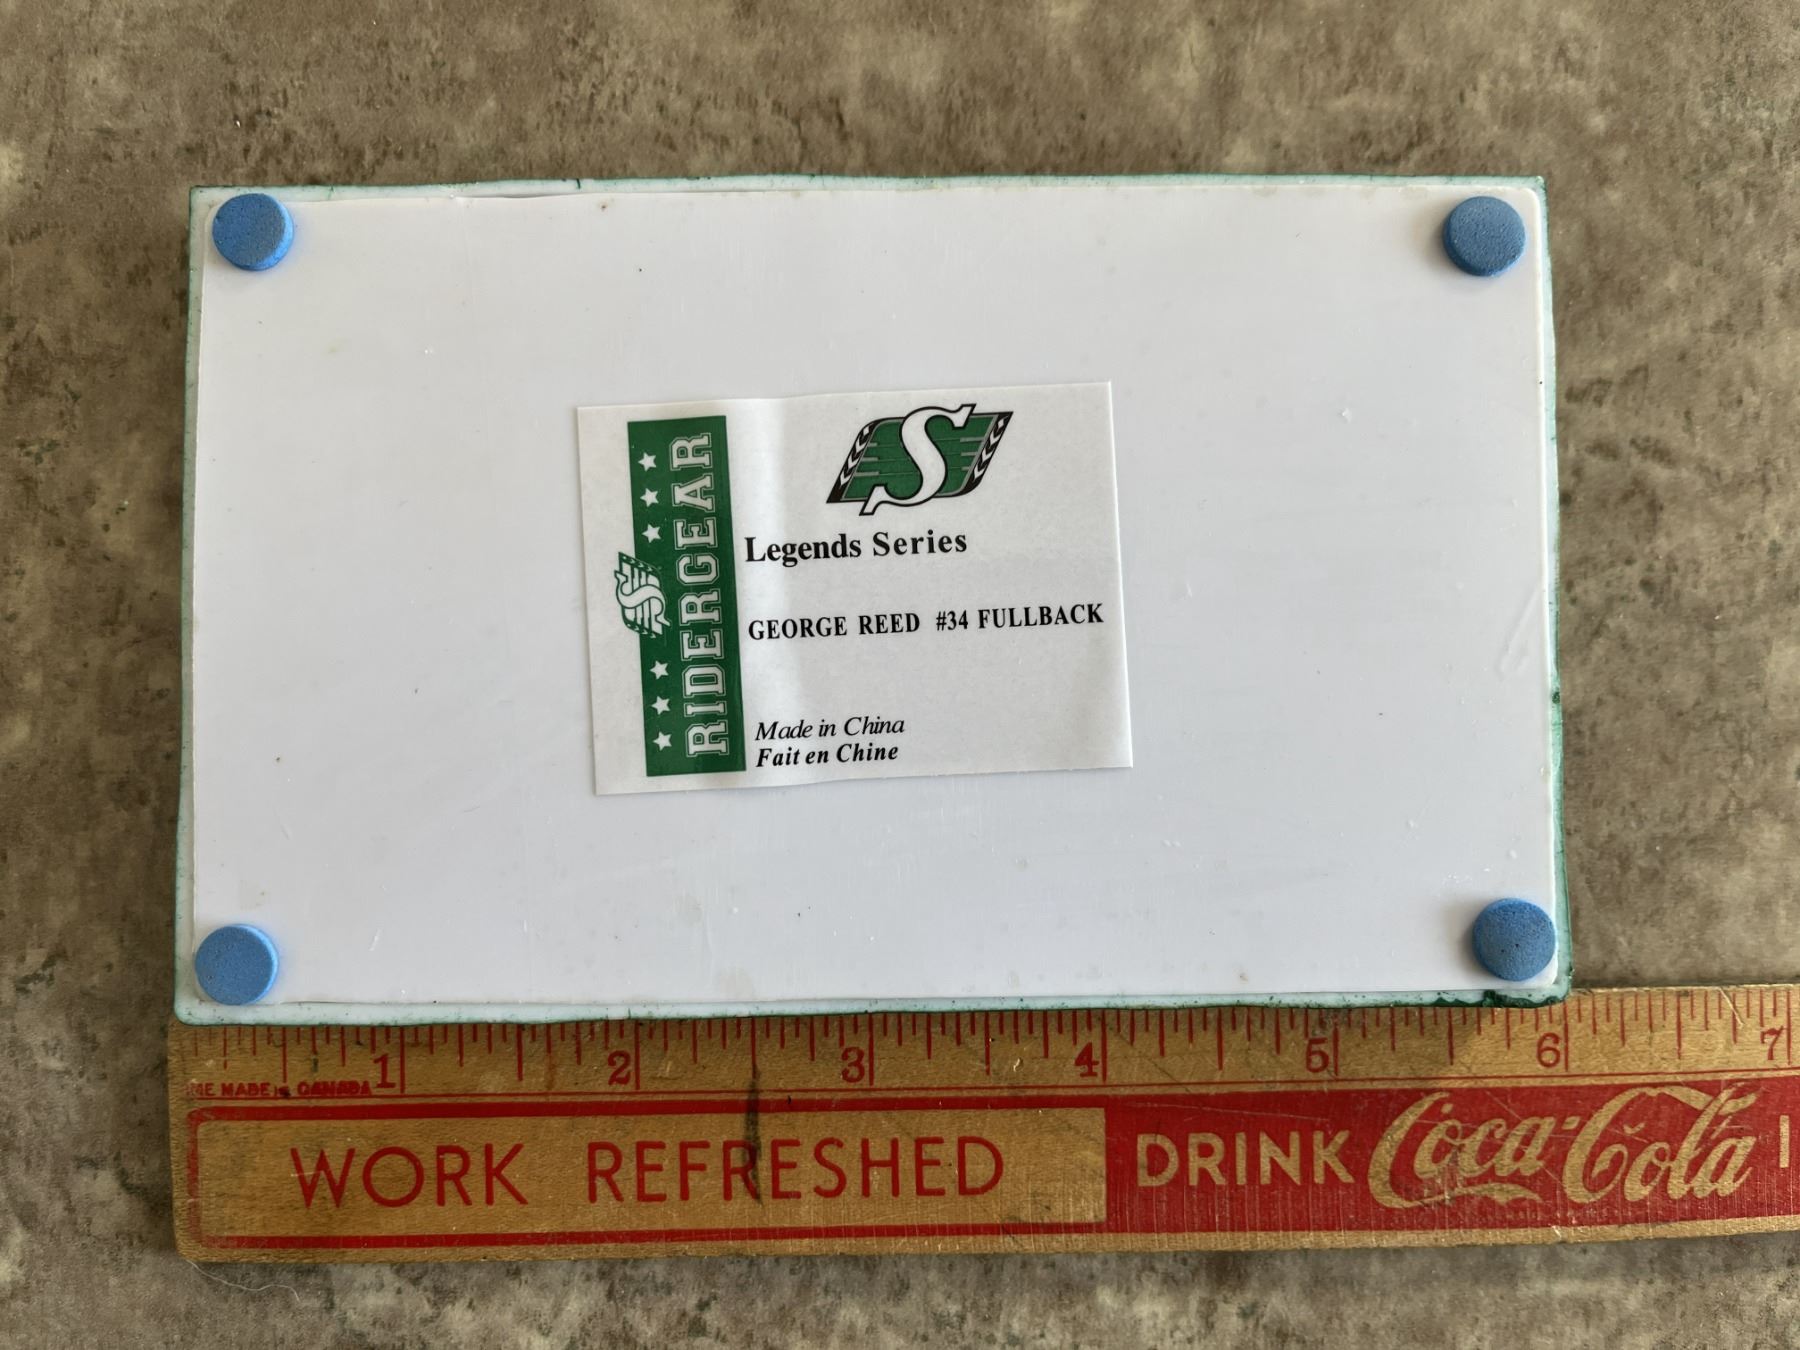 RIDERGEAR
S
S
Legends Series
GEORGE REED #34 FULLBACK
Made in China
Fait en Chine
1 2 3 4 5 6 7
MADE IN CANADA
WORK REFRESHED
DRINK Coca-Cola